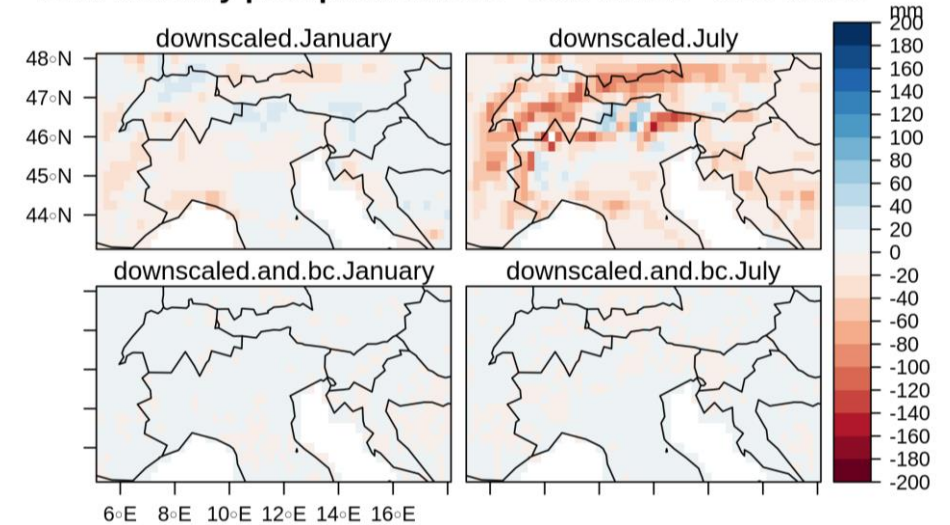 mm
downscaled.January
downscaled.July
48◦N
47◦N
46◦N
45◦N
44◦N
200
180
160
140
120
100
80
60
40
20
0
-20
-40
-60
-80
-100
-120
-140
-160
-180
-200
downscaled.and.bc.January
downscaled.and.bc.July
6◦E 8◦E 10◦E 12◦E 14◦E 16◦E